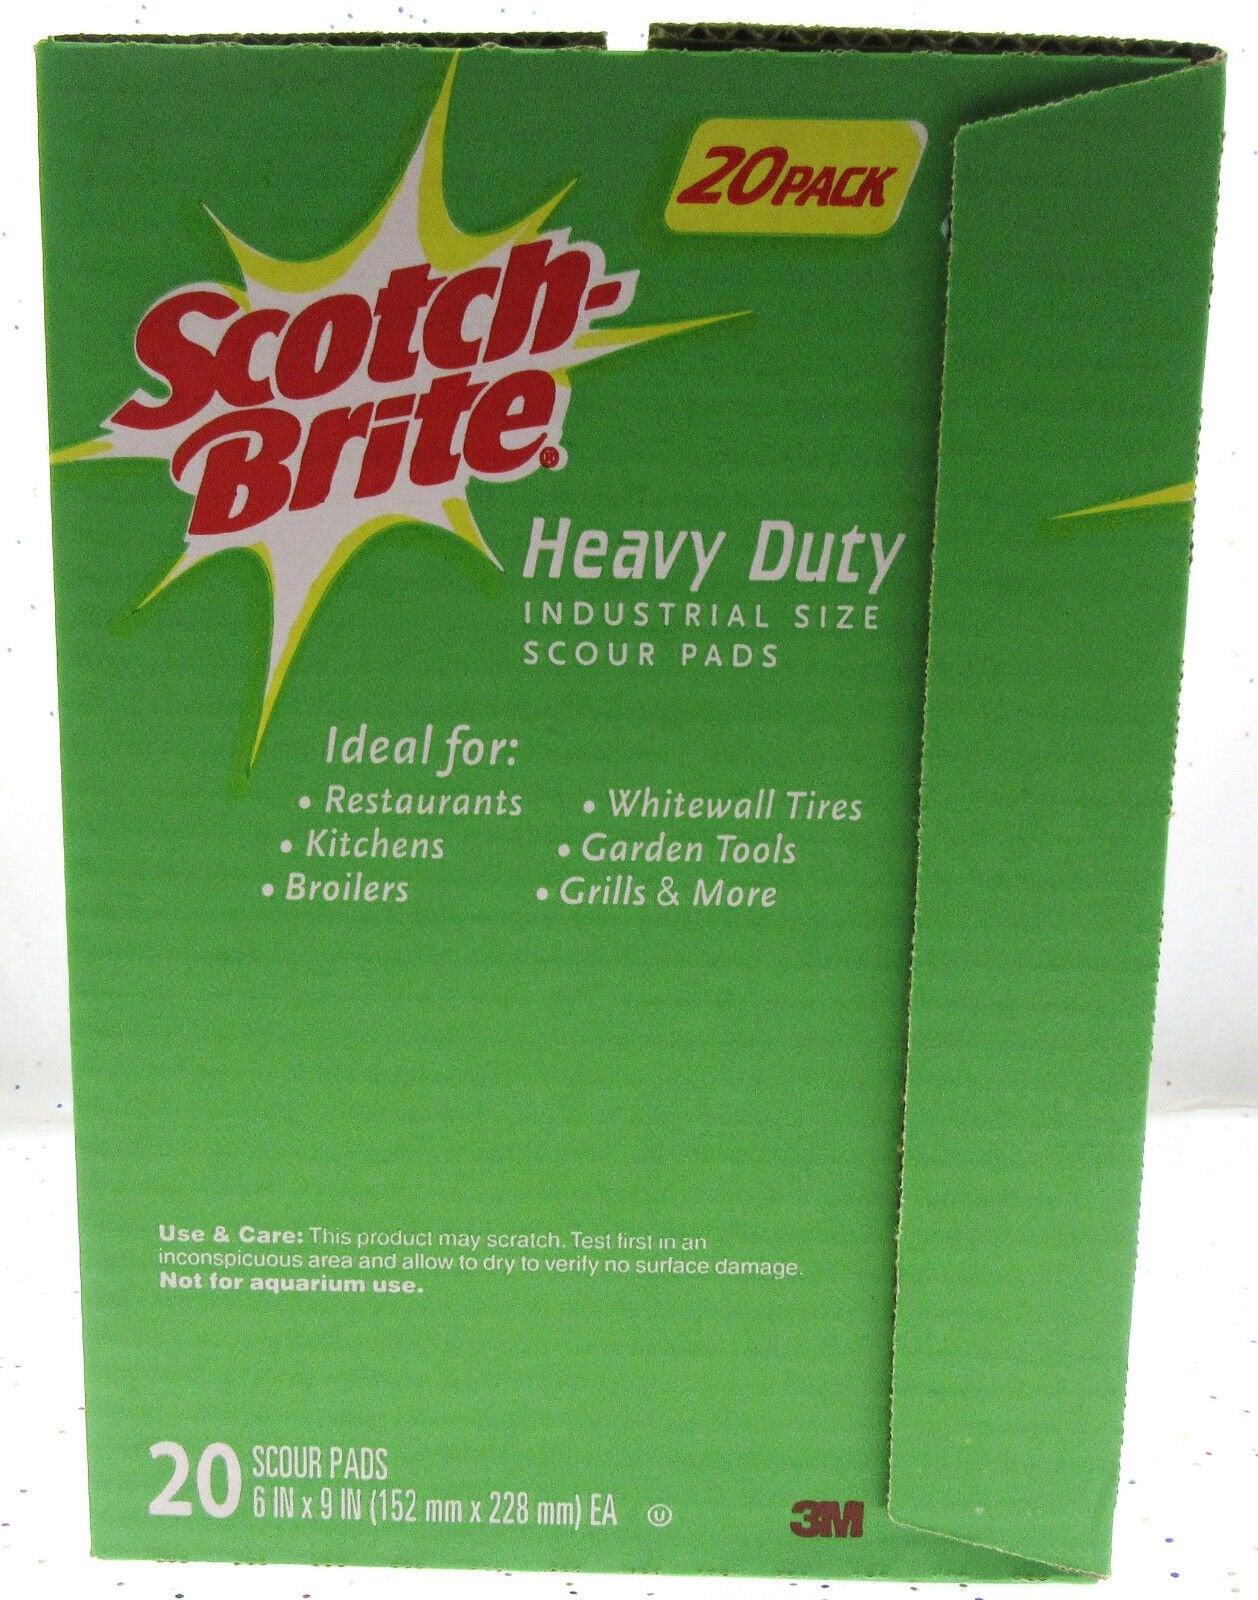 20 PACK
Scotch-
Brite®
Heavy Duty
INDUSTRIAL SIZE
SCOUR PADS
Ideal for:
• Restaurants
• Kitchens
• Broilers
• Whitewall Tires
• Garden Tools
• Grills & More
Use & Care: This product may scratch. Test first in an
inconspicuous area and allow to dry to verify no surface damage.
Not for aquarium use.
20 SCOUR PADS
6 IN x 9 IN (152 mm x 228 mm) EA U
3M